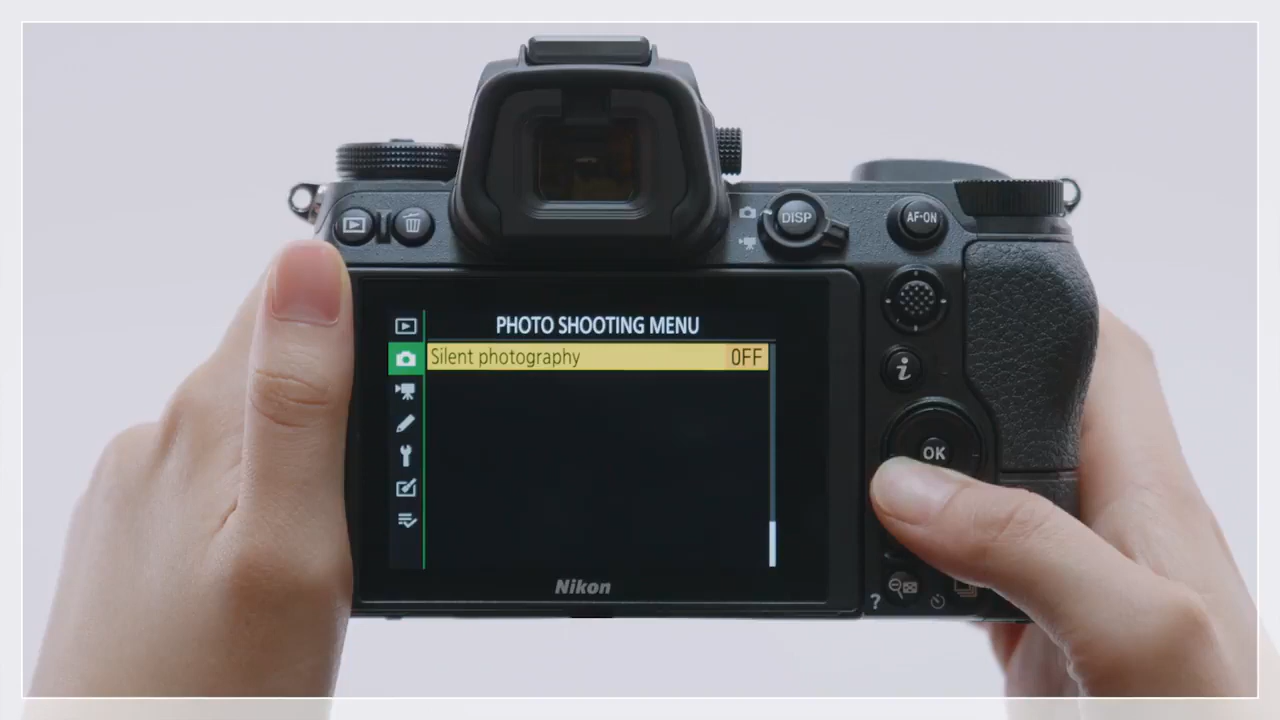 DISP
AF-ON
PHOTO SHOOTING MENU
Silent photography OFF
i
OK
Nikon
?